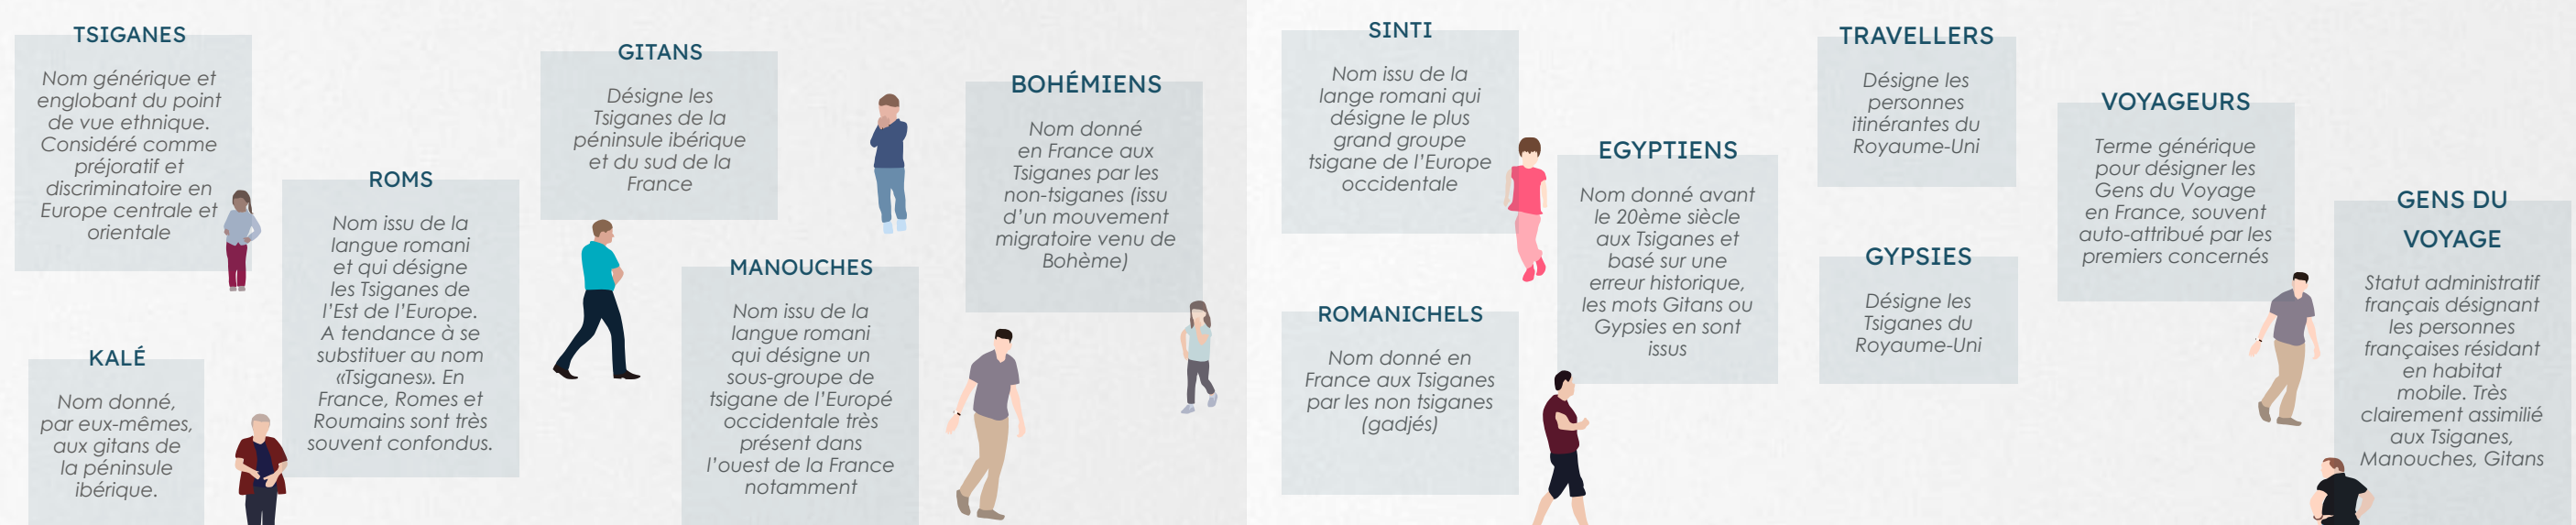 TSIGANES
Nom générique et
englobant du point
de vue ethnique.
Considéré comme
préjoratif et
discriminatoire en
Europe centrale et
orientale
KALÉ
Nom donné,
par eux-mêmes,
aux gitans de
la péninsule
ibérique.
ROMS
Nom issu de la
langue romani
et qui désigne
les Tsiganes de
l'Est de l'Europe.
A tendance à se
substituer au nom
«Tsiganes». En
France, Romes et
Roumains sont très
souvent confondus.
GITANS
Désigne les
Tsiganes de la
péninsule ibérique
et du sud de la
France
MANOUCHES
Nom issu de la
langue romani
qui désigne un
sous-groupe de
tsigane de l'Europé
occidentale très
présent dans
l'ouest de la France
notamment
BOHÉMIENS
Nom donné
en France aux
Tsiganes par les
non-tsiganes (issu
d'un mouvement
migratoire venu de
Bohème)
SINTI
Nom issu de la
lange romani qui
désigne le plus
grand groupe
tsigane de l'Europe
occidentale
ROMANICHELS
Nom donné en
France aux Tsiganes
par les non tsiganes
(gadjés)
EGYPTIENS
Nom donné avant
le 20ème siècle
aux Tsiganes et
basé sur une
erreur historique,
les mots Gitans ou
Gypsies en sont
issus
TRAVELLERS
Désigne les
personnes
itinérantes du
Royaume-Uni
GYPSIES
Désigne les
Tsiganes du
Royaume-Uni
VOYAGEURS
Terme générique
pour désigner les
Gens du Voyage
en France, souvent
auto-attribué par les
premiers concernés
GENS DU
VOYAGE
Statut administratif
français désignant
les personnes
françaises résidant
en habitat
mobile. Très
clairement assimilié
aux Tsiganes,
Manouches, Gitans